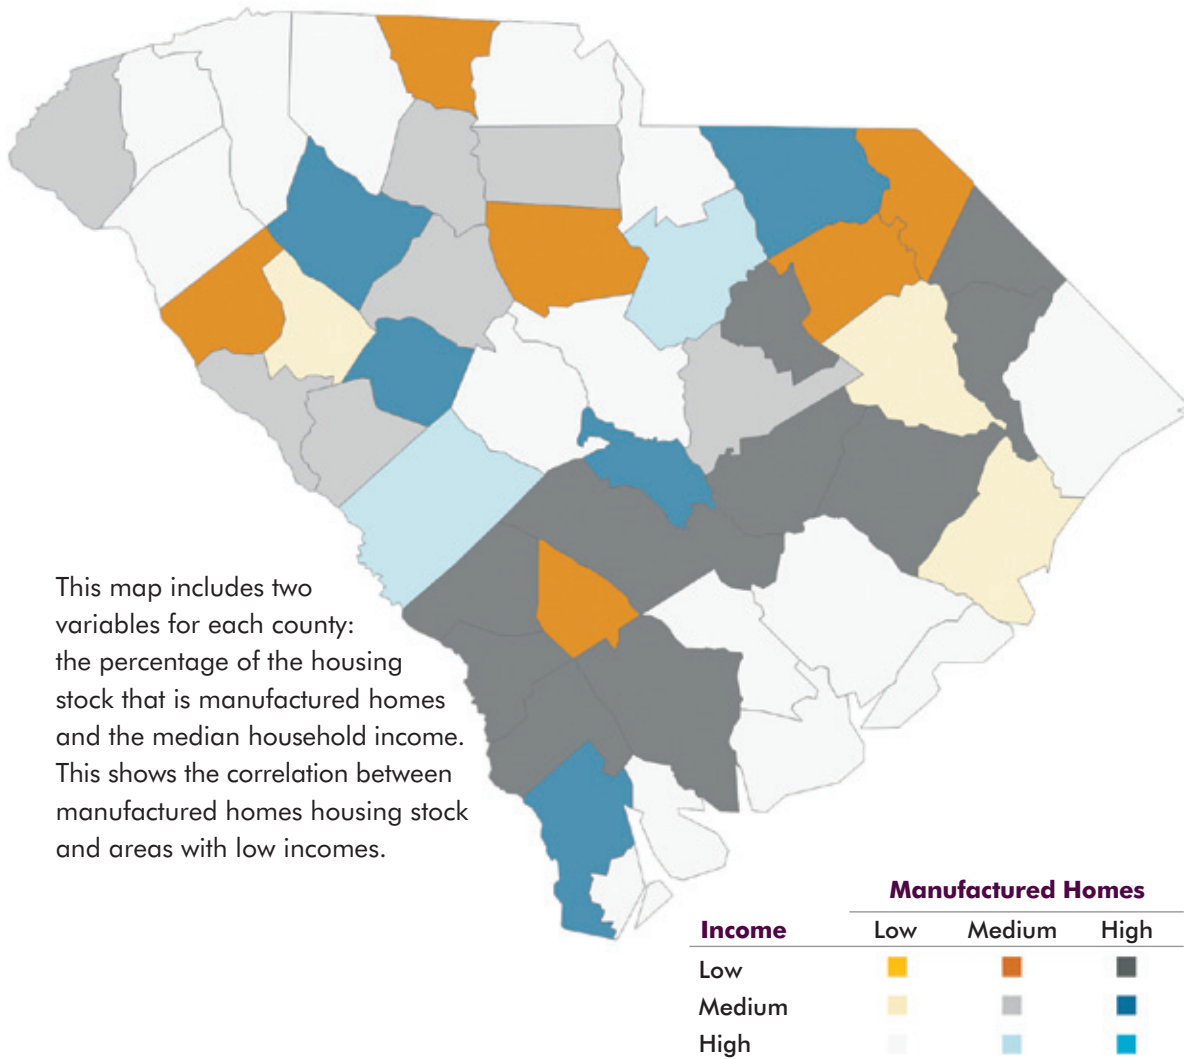 This map includes two
variables for each county:
the percentage of the housing
stock that is manufactured homes
and the median household income.
This shows the correlation between
manufactured homes housing stock
and areas with low incomes.
Manufactured Homes
Income Low Medium High
Low
Medium
High